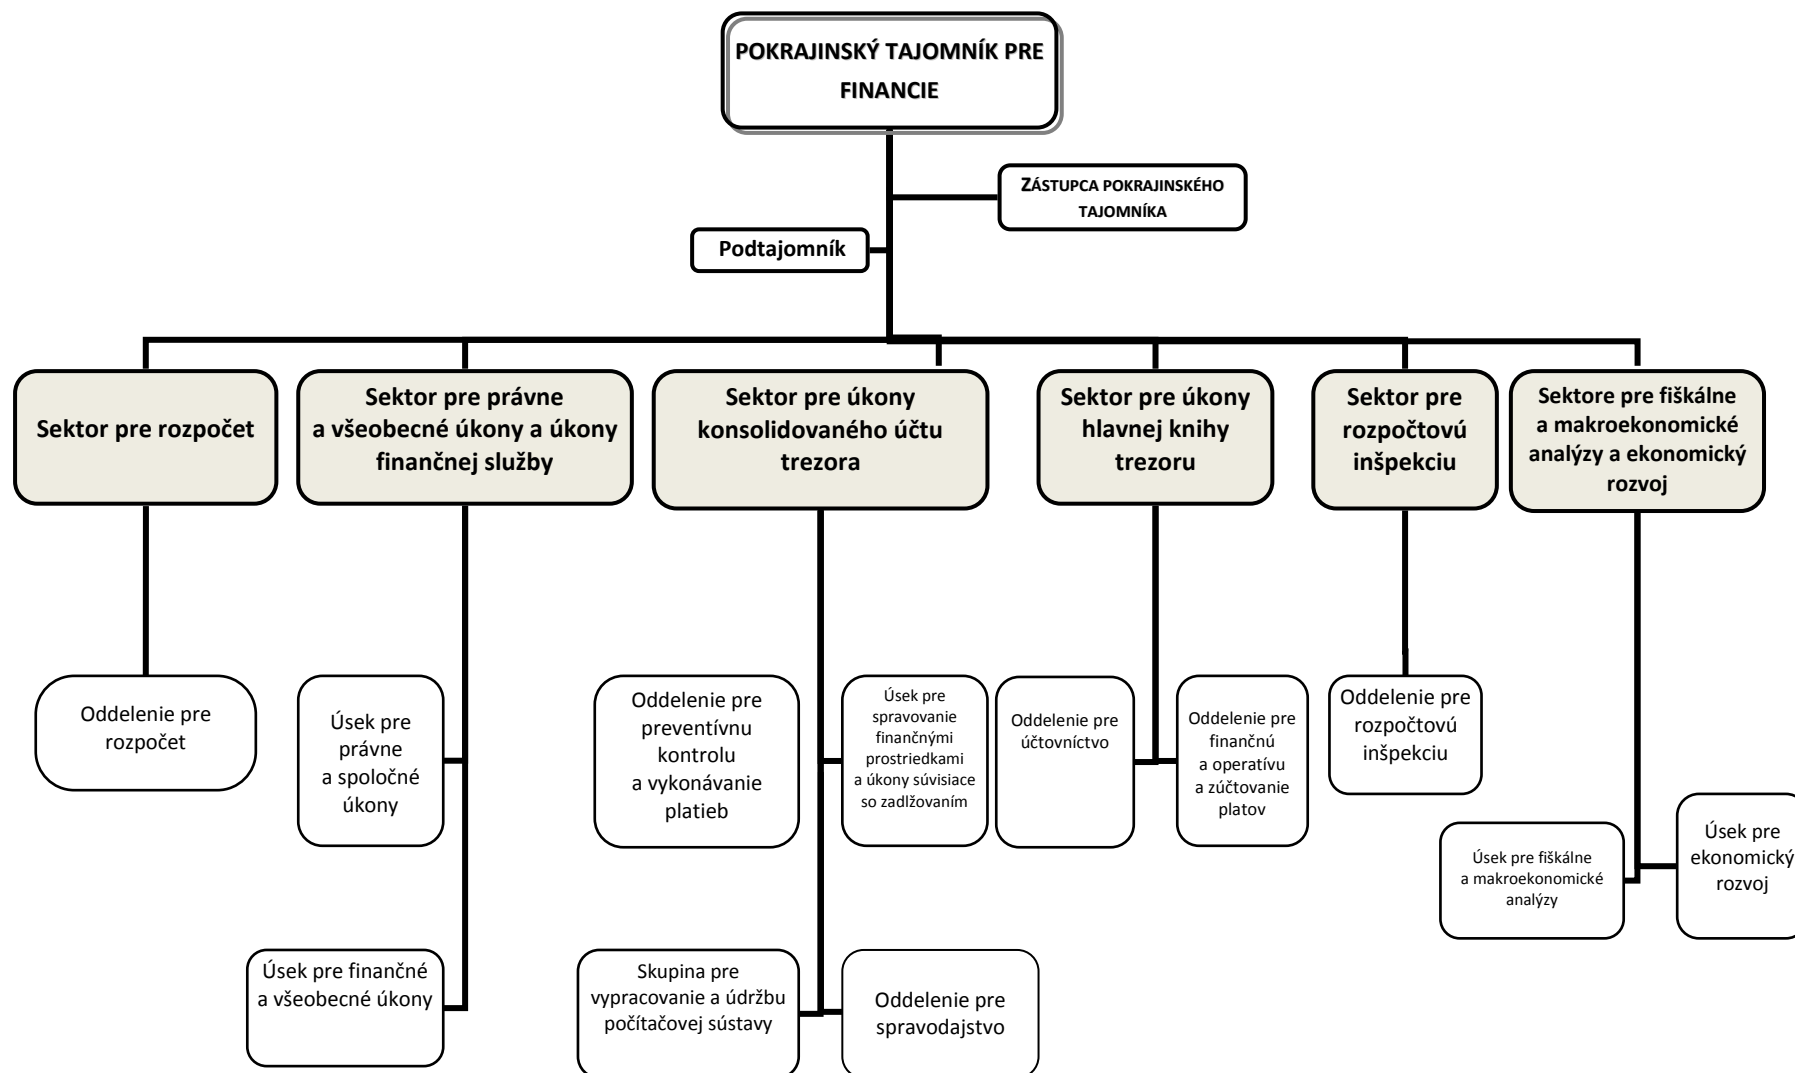 POKRAJINSKÝ TAJOMNÍK PRE
FINANCIE
ZÁSTUPCA POKRAJINSKÉHO
TAJOMNÍKA
Podtajomník
Sektor pre rozpočet
Sektor pre právne
a všeobecné úkony a úkony
finančnej služby
Sektor pre úkony
konsolidovaného účtu
trezora
Sektor pre úkony
hlavnej knihy
trezoru
Sektor pre
rozpočtovú
inšpekciu
Sektore pre fiškálne
a makroekonomické
analýzy a ekonomický
rozvoj
Oddelenie pre
rozpočet
Úsek pre
právne
a spoločné
úkony
Oddelenie pre
preventívnu
kontrolu
a vykonávanie
platieb
Úsek pre
spravovanie
finančnými
prostriedkami
a úkony súvisiace
so zadlžovaním
Oddelenie pre
účtovníctvo
Oddelenie pre
finančnú
a operatívu
a zúčtovanie
platov
Oddelenie pre
rozpočtovú
inšpekciu
Úsek pre fiškálne
a makroekonomické
analýzy
Úsek pre
ekonomický
rozvoj
Úsek pre finančné
a všeobecné úkony
Skupina pre
vypracovanie a údržbu
počítačovej sústavy
Oddelenie pre
spravodajstvo